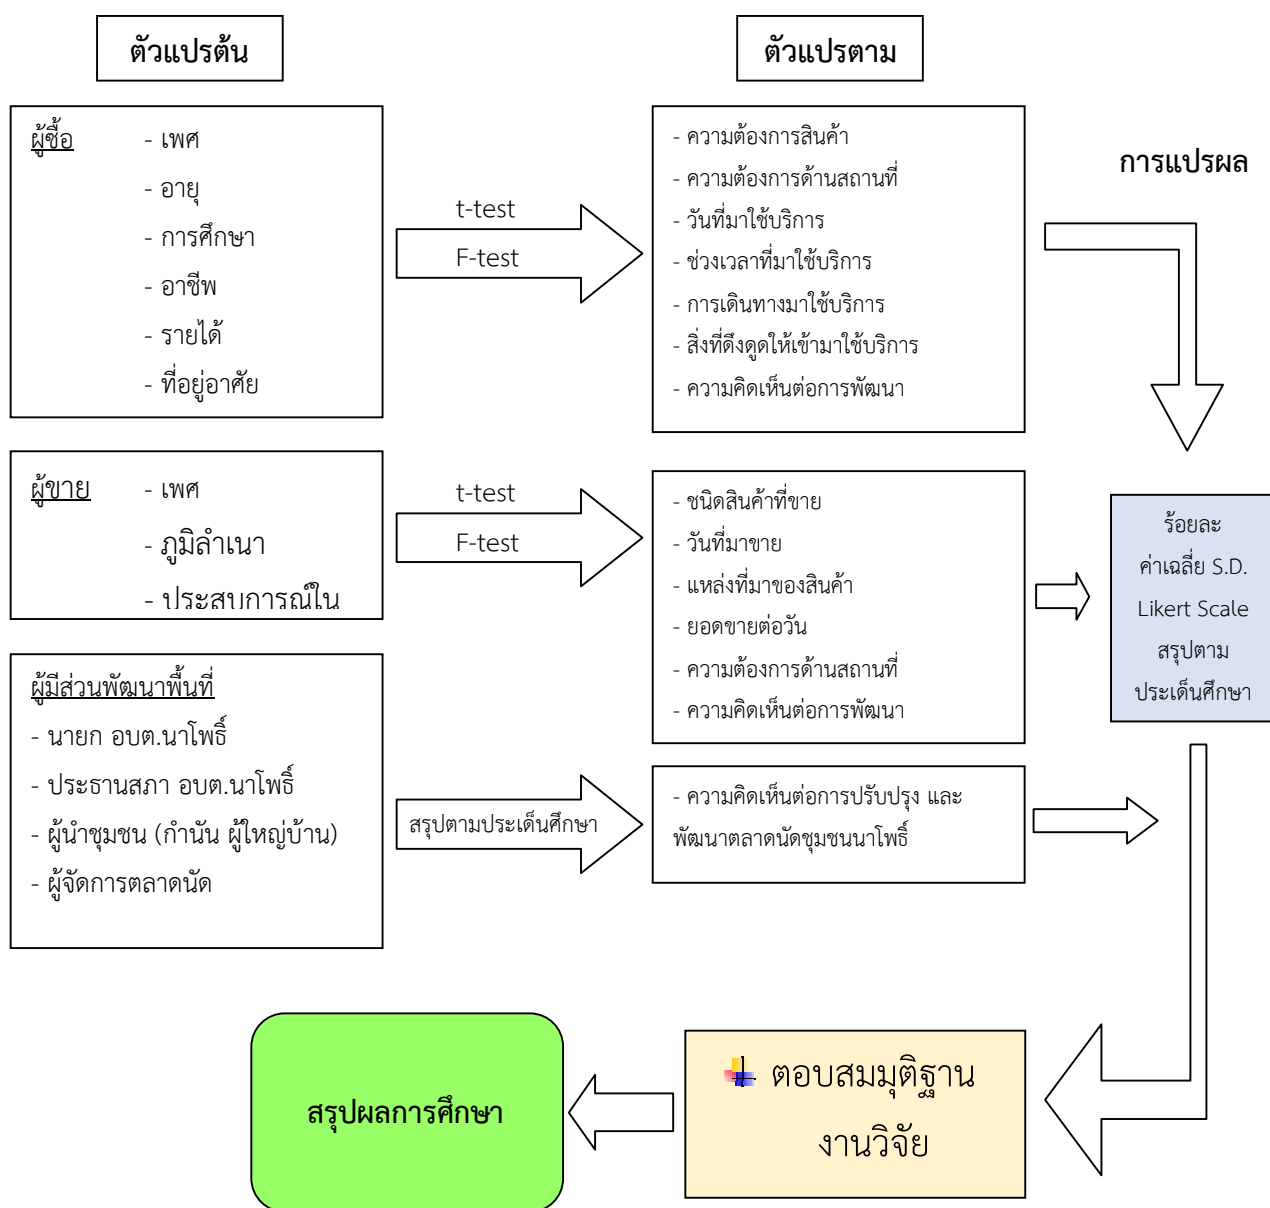 ตัวแปรต้น
ตัวแปรตาม
การแปรผล
ผู้ซื้อ - เพศ
- อายุ
- การศึกษา
- อาชีพ
- รายได้
- ที่อยู่อาศัย
t-test
F-test
- ความต้องการสินค้า
- ความต้องการด้านสถานที่
- วันที่มาใช้บริการ
- ช่วงเวลาที่มาใช้บริการ
- การเดินทางมาใช้บริการ
- สิ่งที่ดึงดูดให้เข้ามาใช้บริการ
- ความคิดเห็นต่อการพัฒนา
ผู้ขาย - เพศ
- ภูมิลำเนา
- ประสบการณ์ใน
t-test
F-test
- ชนิดสินค้าที่ขาย
- วันที่มาขาย
- แหล่งที่มาของสินค้า
- ยอดขายต่อวัน
- ความต้องการด้านสถานที่
- ความคิดเห็นต่อการพัฒนา
ร้อยละ
ค่าเฉลี่ย S.D.
Likert Scale
สรุปตาม
ประเด็นศึกษา
ผู้มีส่วนพัฒนาพื้นที่
- นายก อบต.นาโพธิ์
- ประธานสภา อบต.นาโพธิ์
- ผู้นำชุมชน (กำนัน ผู้ใหญ่บ้าน)
- ผู้จัดการตลาดนัด
สรุปตามประเด็นศึกษา
- ความคิดเห็นต่อการปรับปรุง และ
พัฒนาตลาดนัดชุมชนนาโพธิ์
ตอบสมมุติฐาน
งานวิจัย
สรุปผลการศึกษา